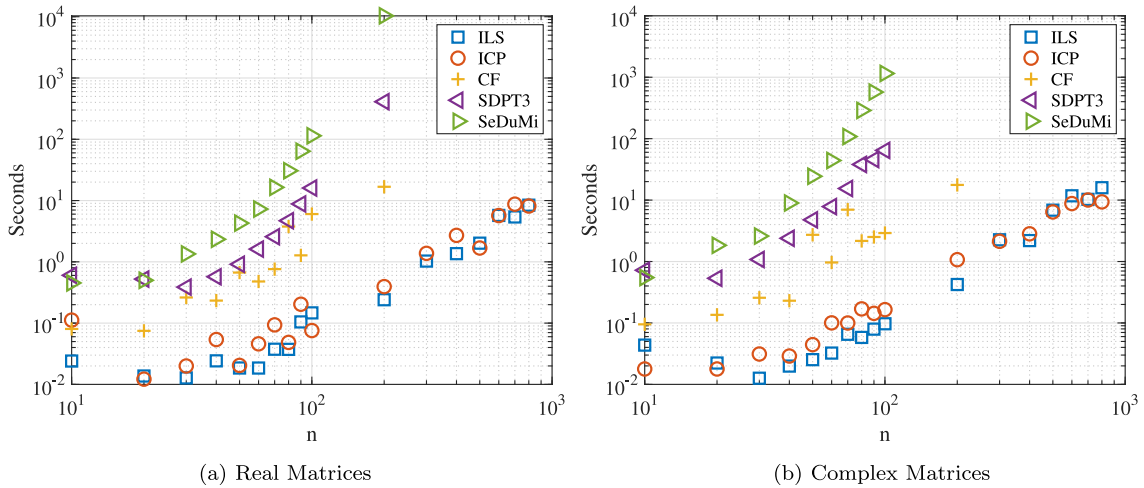 10^4
10^3
10^2
10^1
10^0
10^-1
10^-2
Seconds
10^1
10^2
10^3
n
ILS
ICP
CF
SDPT3
SeDuMi
(a) Real Matrices
10^4
10^3
10^2
10^1
10^0
10^-1
10^-2
Seconds
10^1
10^2
10^3
n
ILS
ICP
CF
SDPT3
SeDuMi
(b) Complex Matrices